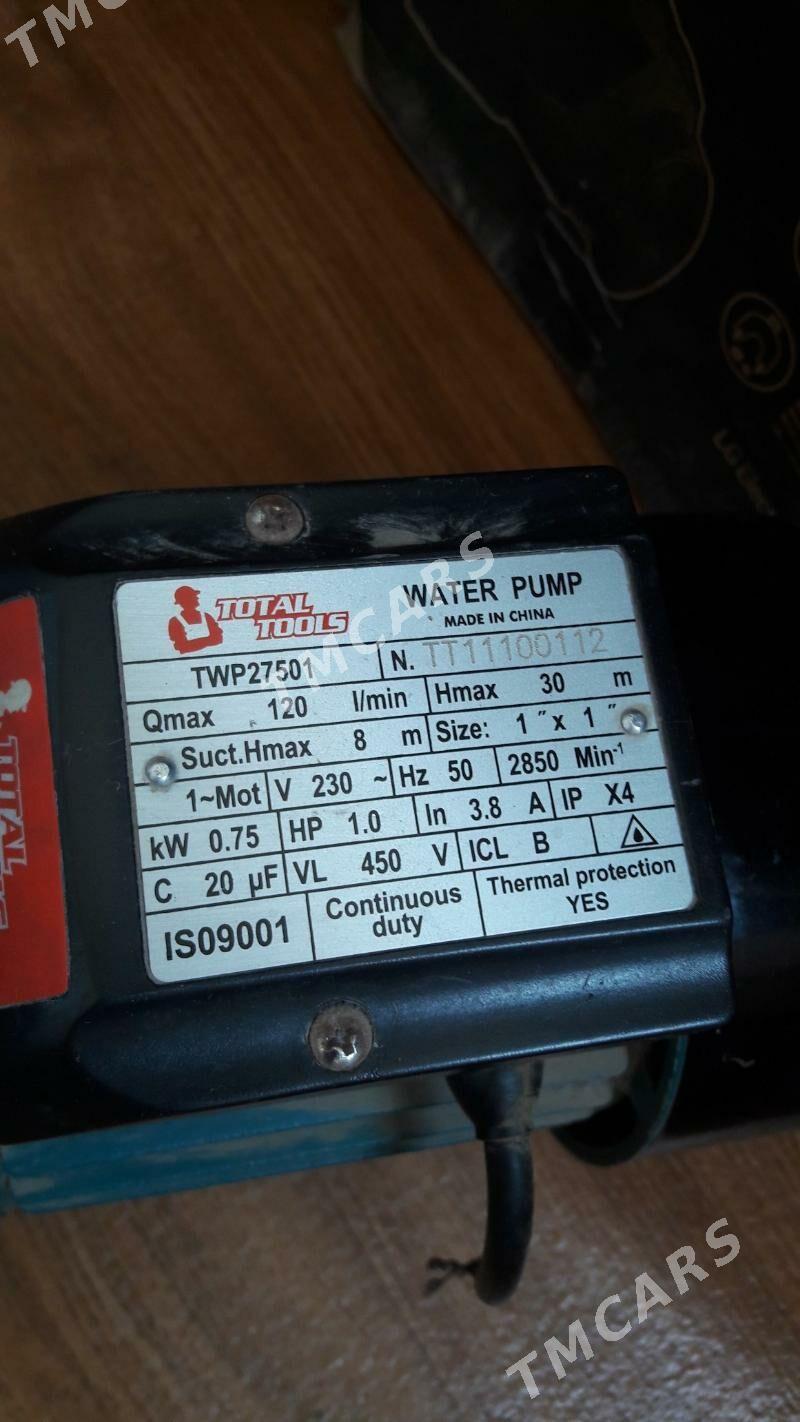 TMCARS
TOTAL TOOLS
WATER PUMP
MADE IN CHINA
TWP27501 N. TT11100112
Qmax 120 l/min Hmax 30 m
Suct.Hmax 8 m Size: 1" x 1"
1~Mot V 230 ~ Hz 50 2850 Min-1
kW 0.75 HP 1.0 In 3.8 A IP X4
C 20 µF VL 450 V ICL B
IS09001 Continuous duty Thermal protection YES
TOTAL
TMCARS
TMCARS